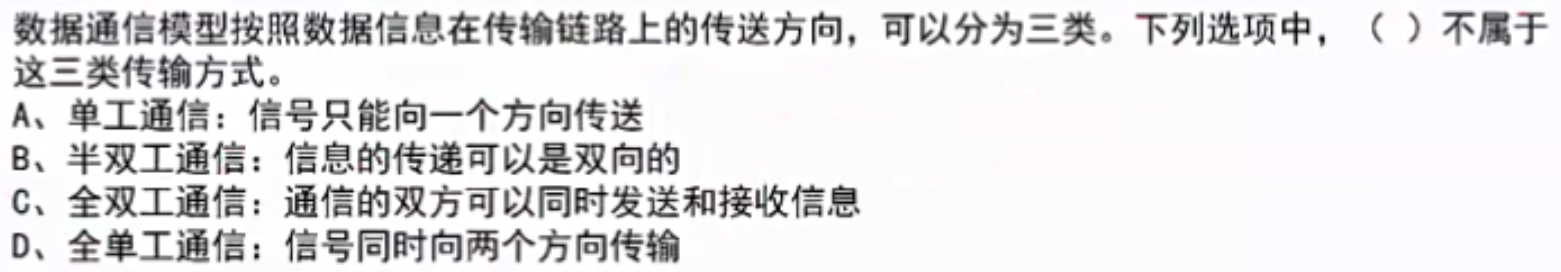 数据通信模型按照数据信息在传输链路上的传送方向，可以分为三类。下列选项中，（ ）不属于
这三类传输方式。
A、单工通信：信号只能向一个方向传送
B、半双工通信：信息的传递可以是双向的
C、全双工通信：通信的双方可以同时发送和接收信息
D、全单工通信：信号同时向两个方向传输